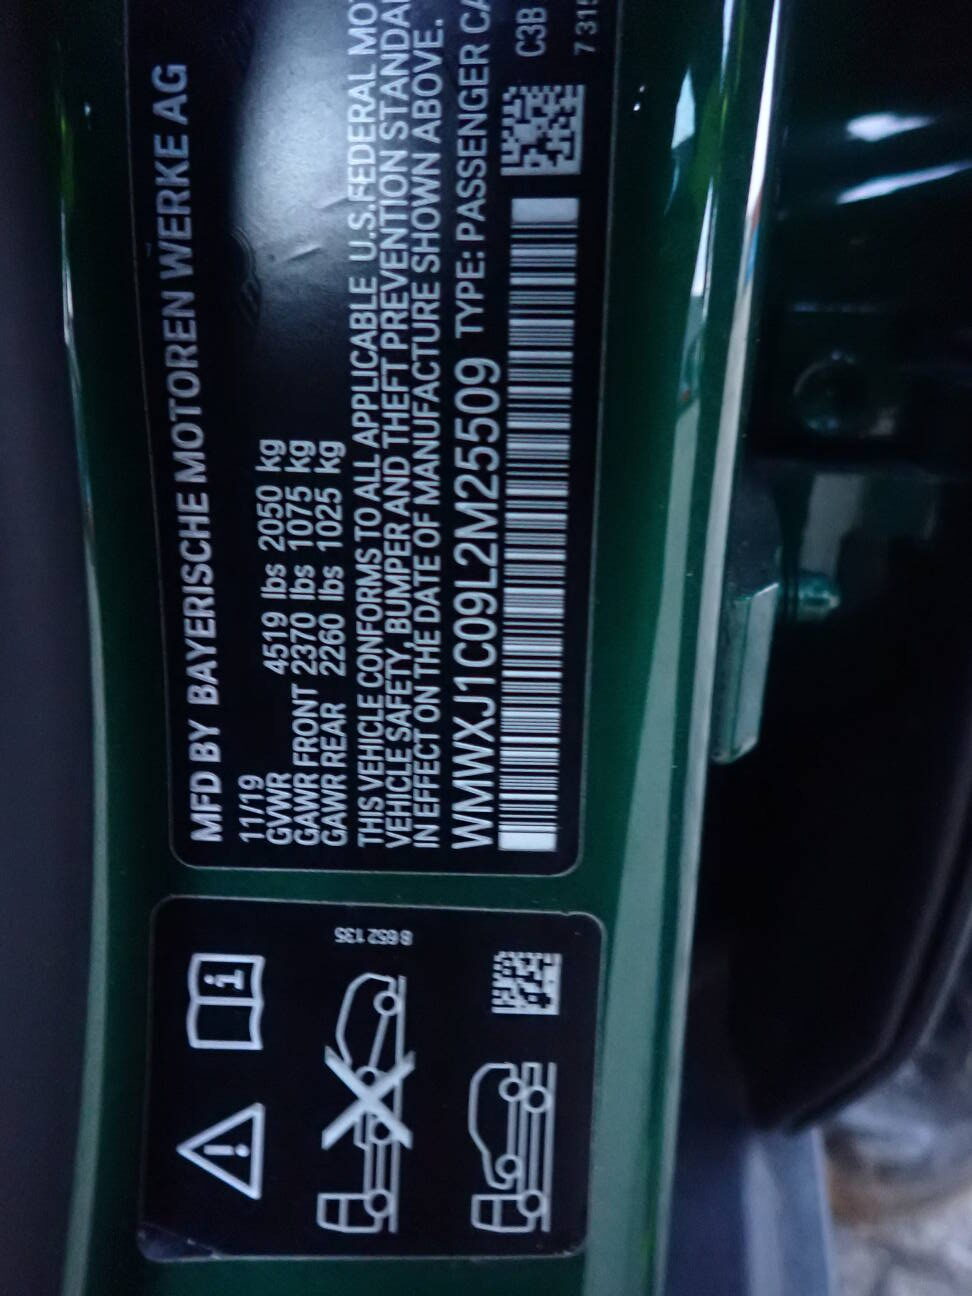 MFD BY BAYERISCHE MOTOREN WERKE AG
11/19
GVWR 4519 lbs 2050 kg
GAWR FRONT 2370 lbs 1075 kg
GAWR REAR 2260 lbs 1025 kg
THIS VEHICLE CONFORMS TO ALL APPLICABLE U.S.FEDERAL MO
VEHICLE SAFETY, BUMPER AND THEFT PREVENTION STANDA
IN EFFECT ON THE DATE OF MANUFACTURE SHOWN ABOVE.
WMWXJ1C09L2M25509 TYPE: PASSENGER CA
C3B
7 315
8 652 135